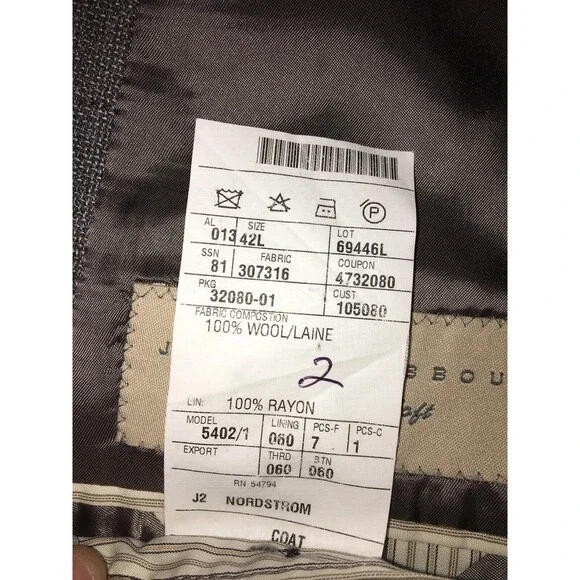 P
AL SIZE LOT
013 42L 69446L
SSN FABRIC COUPON
81 307316 4732080
PKG CUST
32080-01 105080
FABRIC COMPOSTION
100% WOOL/LAINE
2
LIN: 100% RAYON
MODEL LINING PCS-F PCS-C
5402/1 060 7 1
EXPORT THRD BTN
060 060
RN 54794
J2 NORDSTROM
COAT
J
BBOU